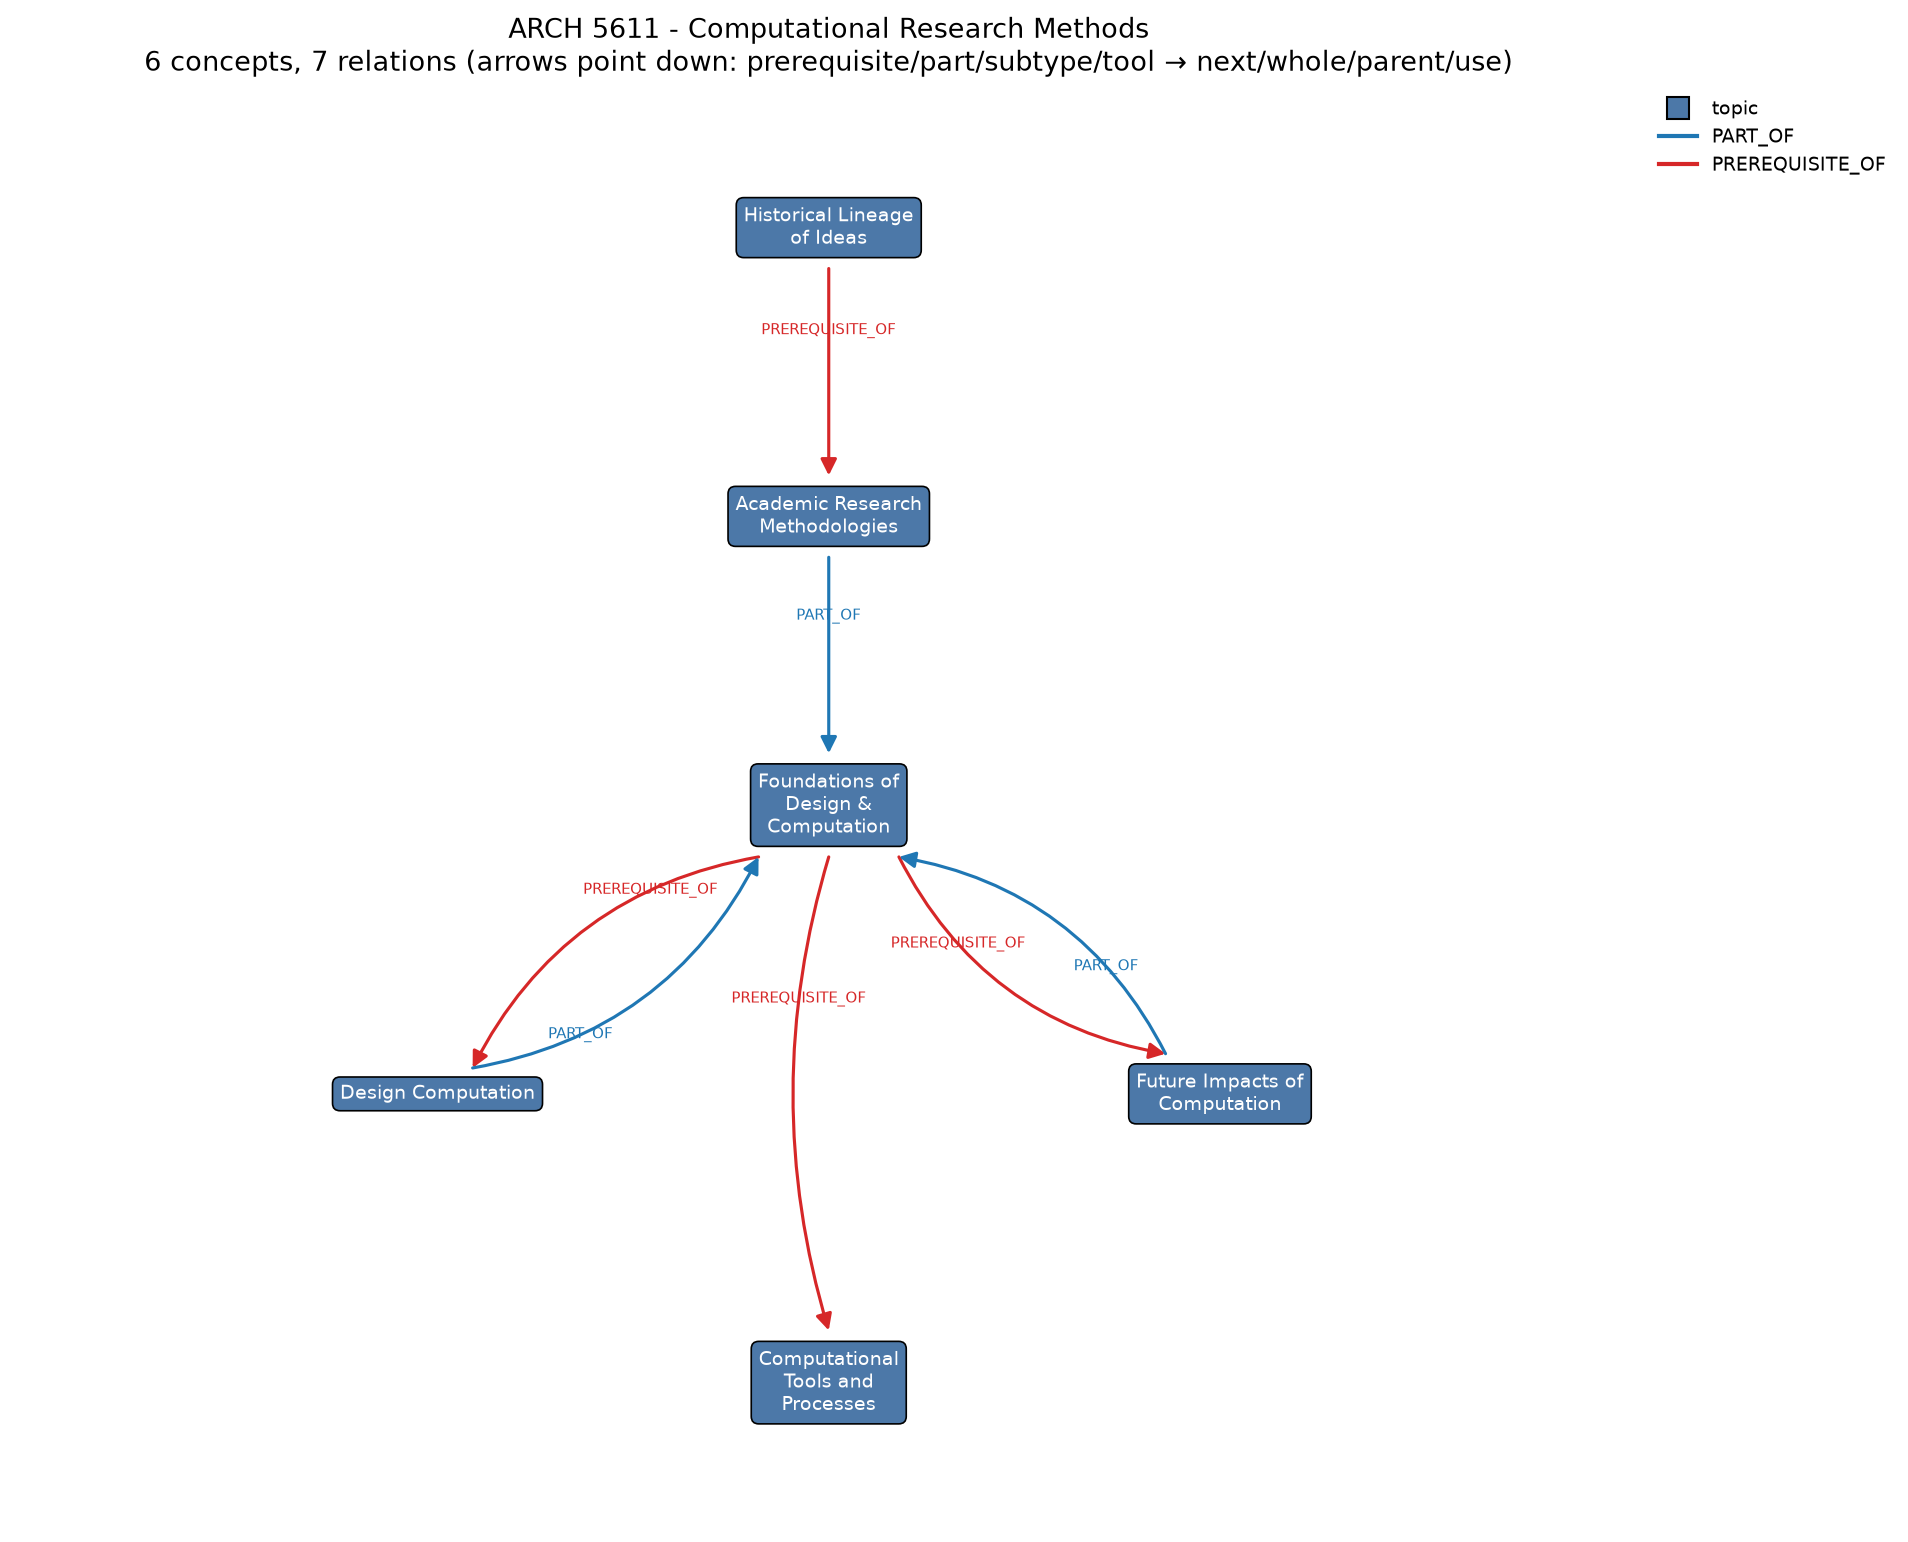 ARCH 5611 - Computational Research Methods
6 concepts, 7 relations (arrows point down: prerequisite/part/subtype/tool → next/whole/parent/use)
topic
PART_OF
PREREQUISITE_OF
Historical Lineage
of Ideas
PREREQUISITE_OF
Academic Research
Methodologies
PART_OF
Foundations of
Design &
Computation
PREREQUISITE_OF
PREREQUISITE_OF
PART_OF
PREREQUISITE_OF
PART_OF
Design Computation
Future Impacts of
Computation
Computational
Tools and
Processes